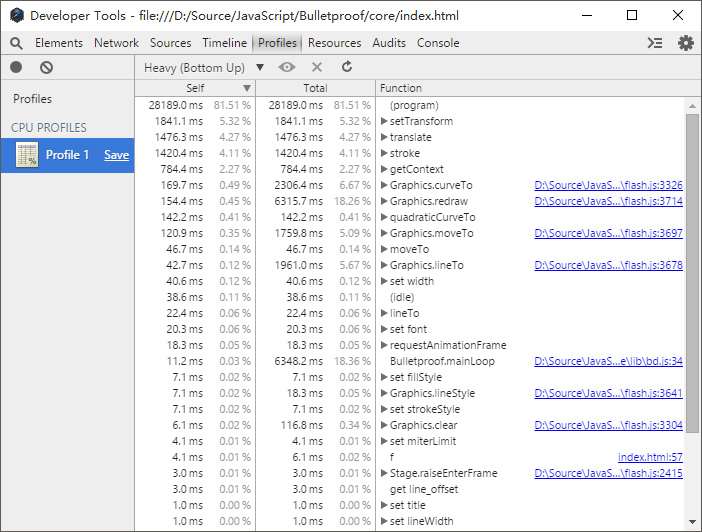 Developer Tools - file:///D:/Source/JavaScript/Bulletproof/core/index.html
Elements Network Sources Timeline Profiles Resources Audits Console
Heavy (Bottom Up)
Profiles
CPU PROFILES
%
Profile 1 Save
Self Total Function
28189.0 ms 81.51 % 28189.0 ms 81.51 % (program)
1841.1 ms 5.32 % 1841.1 ms 5.32 % setTransform
1476.3 ms 4.27 % 1476.3 ms 4.27 % translate
1420.4 ms 4.11 % 1420.4 ms 4.11 % stroke
784.4 ms 2.27 % 784.4 ms 2.27 % getContext
169.7 ms 0.49 % 2306.4 ms 6.67 % Graphics.curveTo D:\Source\JavaS...\flash.js:3326
154.4 ms 0.45 % 6315.7 ms 18.26 % Graphics.redraw D:\Source\JavaS...\flash.js:3714
142.2 ms 0.41 % 142.2 ms 0.41 % quadraticCurveTo
120.9 ms 0.35 % 1759.8 ms 5.09 % Graphics.moveTo D:\Source\JavaS...\flash.js:3697
46.7 ms 0.14 % 46.7 ms 0.14 % moveTo
42.7 ms 0.12 % 1961.0 ms 5.67 % Graphics.lineTo D:\Source\JavaS...\flash.js:3678
40.6 ms 0.12 % 40.6 ms 0.12 % set width
38.6 ms 0.11 % 38.6 ms 0.11 % (idle)
22.4 ms 0.06 % 22.4 ms 0.06 % lineTo
20.3 ms 0.06 % 20.3 ms 0.06 % set font
18.3 ms 0.05 % 18.3 ms 0.05 % requestAnimationFrame
11.2 ms 0.03 % 6348.2 ms 18.36 % Bulletproof.mainLoop D:\Source\JavaS...e\lib\bd.js:34
7.1 ms 0.02 % 7.1 ms 0.02 % set fillStyle
7.1 ms 0.02 % 18.3 ms 0.05 % Graphics.lineStyle D:\Source\JavaS...\flash.js:3641
7.1 ms 0.02 % 7.1 ms 0.02 % set strokeStyle
6.1 ms 0.02 % 116.8 ms 0.34 % Graphics.clear D:\Source\JavaS...\flash.js:3304
4.1 ms 0.01 % 4.1 ms 0.01 % set miterLimit
4.1 ms 0.01 % 6.1 ms 0.02 % f index.html:57
3.0 ms 0.01 % 3.0 ms 0.01 % Stage.raiseEnterFrame D:\Source\JavaS...\flash.js:2415
3.0 ms 0.01 % 3.0 ms 0.01 % get line_offset
1.0 ms 0.00 % 1.0 ms 0.00 % set title
1.0 ms 0.00 % 1.0 ms 0.00 % set lineWidth